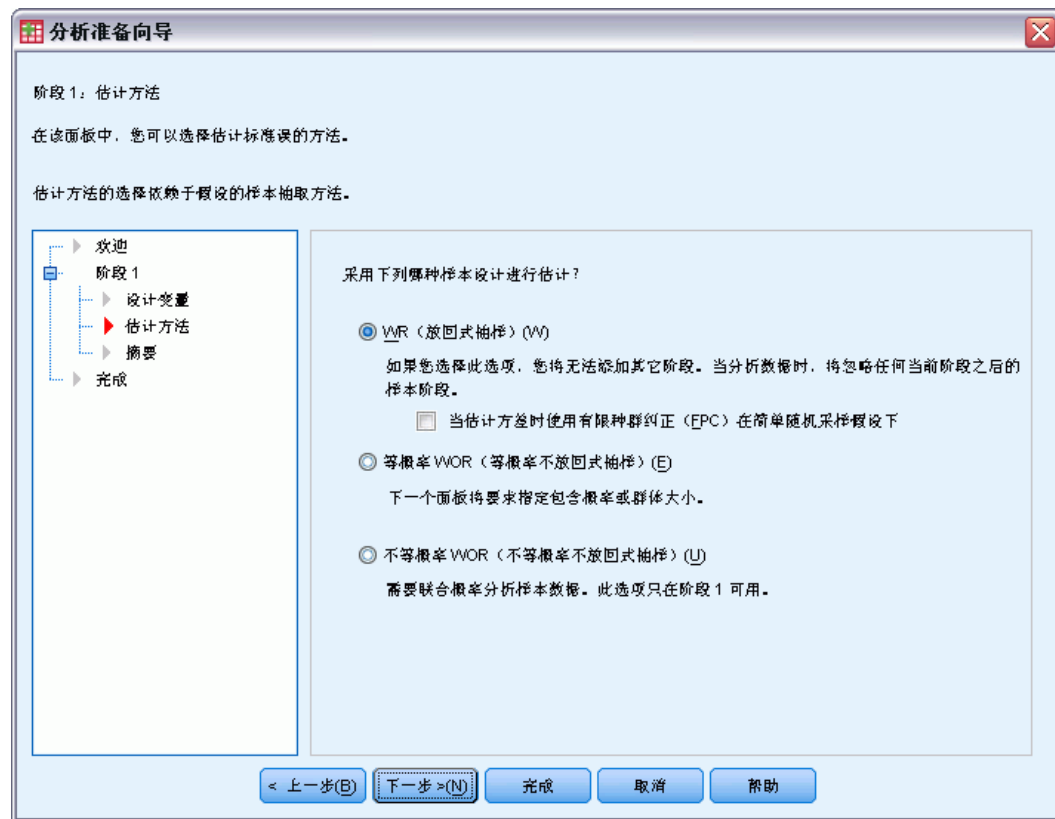 分析准备向导
阶段 1：估计方法
在该面板中，您可以选择估计标准误的方法。
估计方法的选择依赖于假设的样本抽取方法。
欢迎
阶段 1
设计变量
估计方法
摘要
完成
采用下列哪种样本设计进行估计？
WR（放回式抽样）(W)
如果您选择此选项，您将无法添加其它阶段。当分析数据时，将忽略任何当前阶段之后的
样本阶段。
当估计方差时使用有限种群纠正（FPC）在简单随机采样假设下
等概率 WOR（等概率不放回式抽样）(E)
下一个面板将要求指定包含概率或群体大小。
不等概率 WOR（不等概率不放回式抽样）(U)
需要联合概率分析样本数据。此选项只在阶段 1 可用。
< 上一步(B)
下一步 >(N)
完成
取消
帮助